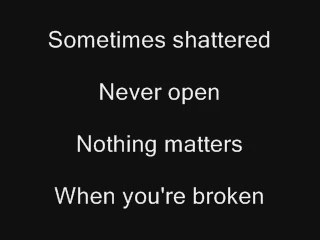 Sometimes shattered
Never open
Nothing matters
When you're broken